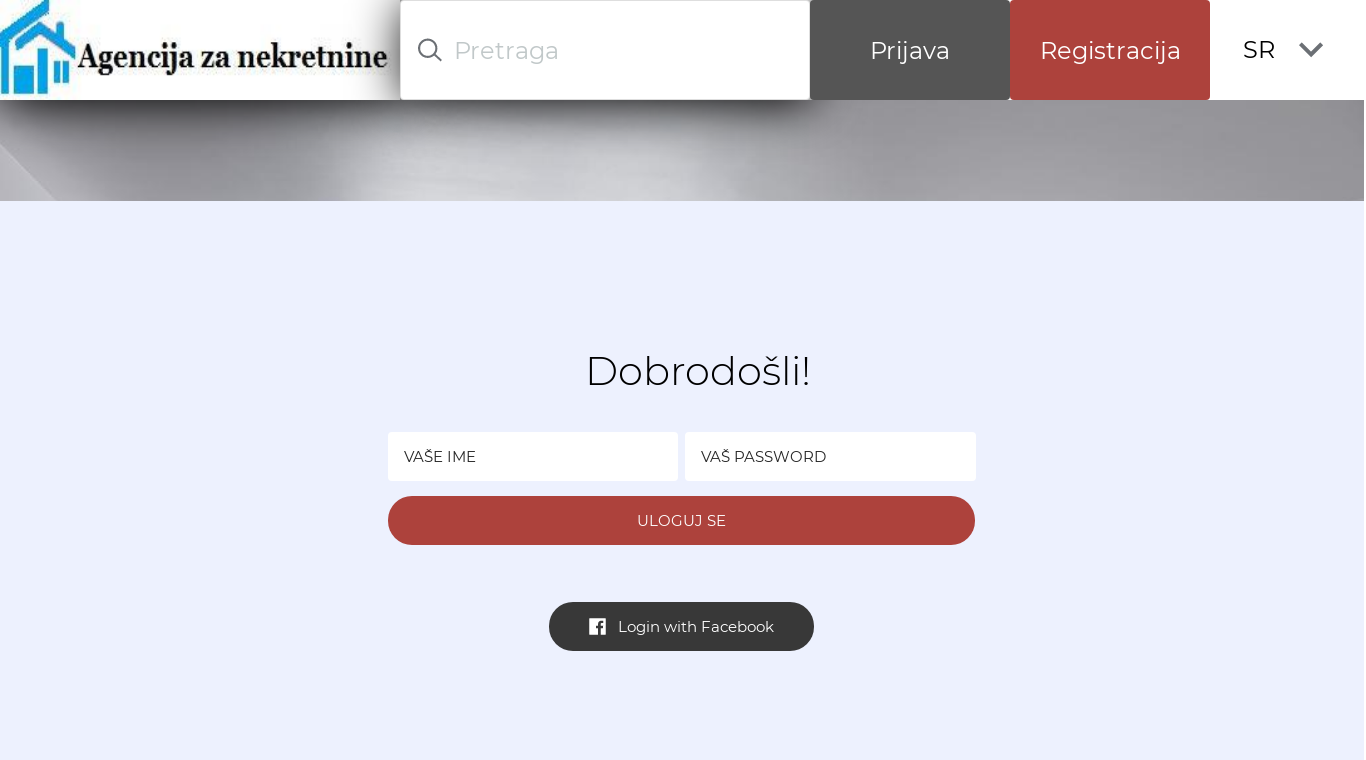 Agencija za nekretnine
Pretraga
Prijava
Registracija
SR
Dobrodošli!
VAŠE IME
VAŠ PASSWORD
ULOGUJ SE
Login with Facebook